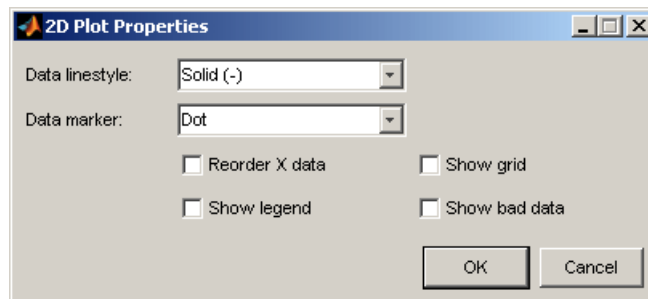 2D Plot Properties
Data linestyle: Solid (-)
Data marker: Dot
Reorder X data Show grid
Show legend Show bad data
OK Cancel